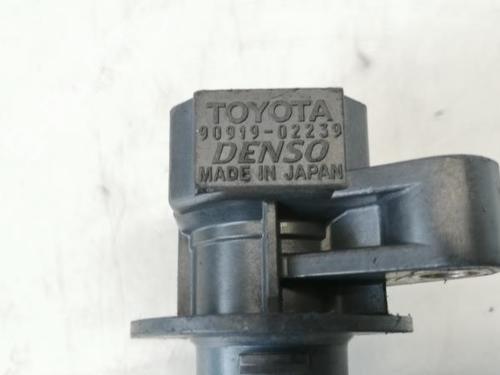 TOYOTA
90919-02239
DENSO
MADE IN JAPAN